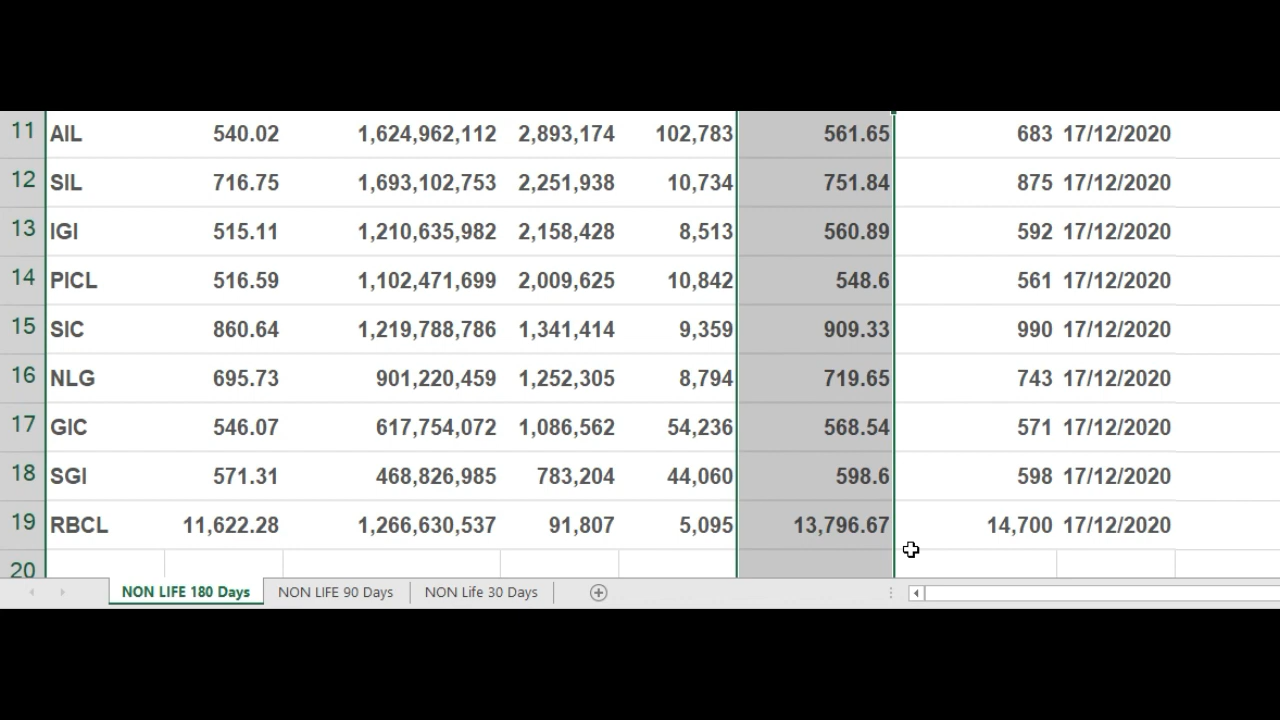 11 AIL 540.02 1,624,962,112 2,893,174 102,783 561.65 683 17/12/2020
12 SIL 716.75 1,693,102,753 2,251,938 10,734 751.84 875 17/12/2020
13 IGI 515.11 1,210,635,982 2,158,428 8,513 560.89 592 17/12/2020
14 PICL 516.59 1,102,471,699 2,009,625 10,842 548.6 561 17/12/2020
15 SIC 860.64 1,219,788,786 1,341,414 9,359 909.33 990 17/12/2020
16 NLG 695.73 901,220,459 1,252,305 8,794 719.65 743 17/12/2020
17 GIC 546.07 617,754,072 1,086,562 54,236 568.54 571 17/12/2020
18 SGI 571.31 468,826,985 783,204 44,060 598.6 598 17/12/2020
19 RBCL 11,622.28 1,266,630,537 91,807 5,095 13,796.67 14,700 17/12/2020
20
NON LIFE 180 Days NON LIFE 90 Days NON Life 30 Days